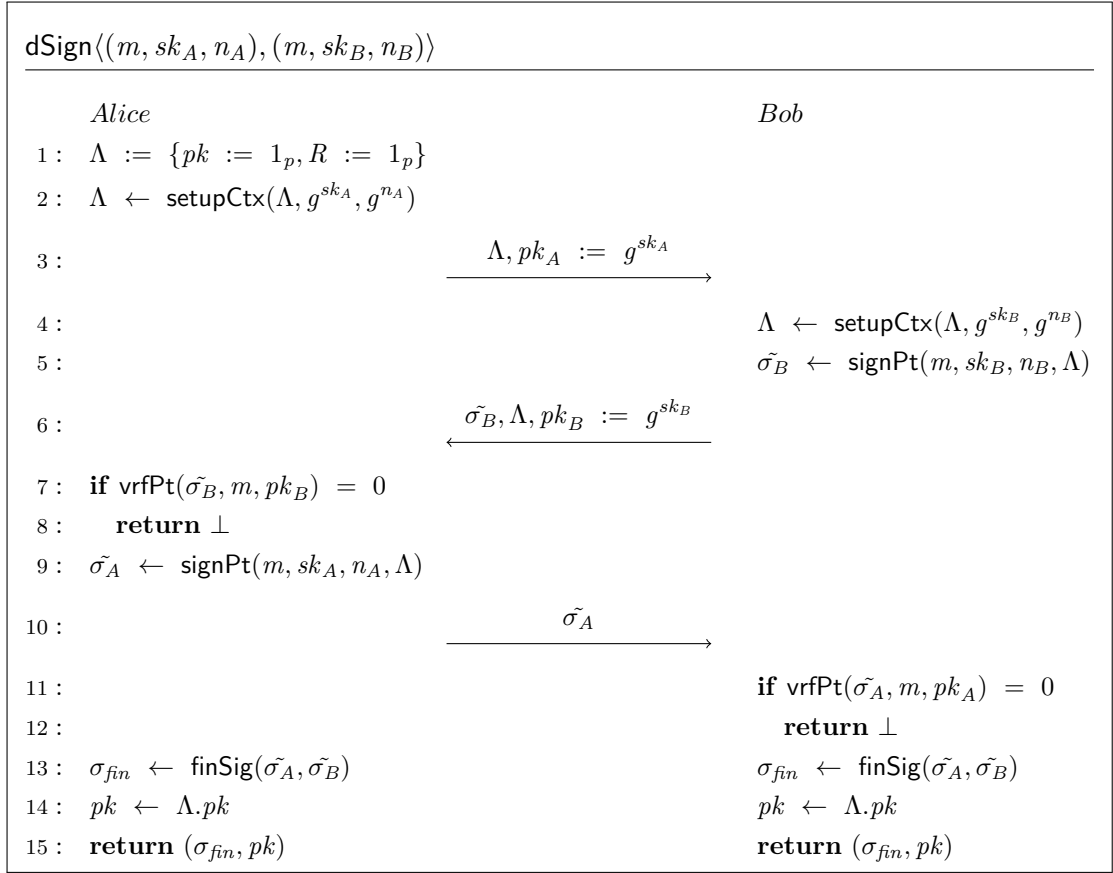 dSign⟨(m, sk_A, n_A), (m, sk_B, n_B)⟩
Alice Bob
1 : Λ := {pk := 1_p, R := 1_p}
2 : Λ ← setupCtx(Λ, g^{sk_A}, g^{n_A})
3 : Λ, pk_A := g^{sk_A}
4 : Λ ← setupCtx(Λ, g^{sk_B}, g^{n_B})
5 : σ̃_B ← signPt(m, sk_B, n_B, Λ)
6 : σ̃_B, Λ, pk_B := g^{sk_B}
7 : if vrfPt(σ̃_B, m, pk_B) = 0
8 : return ⊥
9 : σ̃_A ← signPt(m, sk_A, n_A, Λ)
10 : σ̃_A
11 : if vrfPt(σ̃_A, m, pk_A) = 0
12 : return ⊥
13 : σ_fin ← finSig(σ̃_A, σ̃_B) σ_fin ← finSig(σ̃_A, σ̃_B)
14 : pk ← Λ.pk pk ← Λ.pk
15 : return (σ_fin, pk) return (σ_fin, pk)